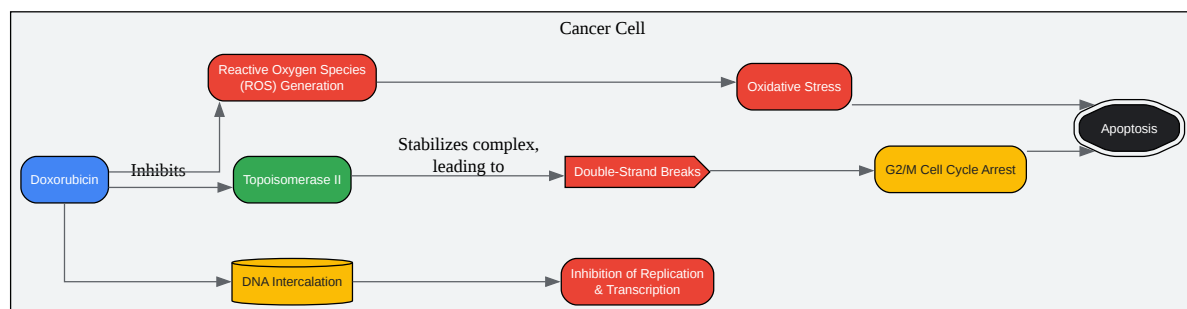 Cancer Cell
Reactive Oxygen Species
(ROS) Generation
Oxidative Stress
Apoptosis
Doxorubicin
Inhibits
Topoisomerase II
Stabilizes complex,
leading to
Double-Strand Breaks
G2/M Cell Cycle Arrest
DNA Intercalation
Inhibition of Replication
& Transcription